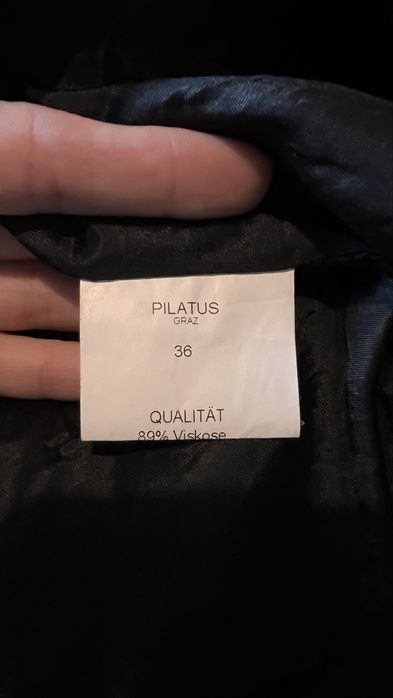 PILATUS
GRAZ
36
QUALITÄT
89% Viskose